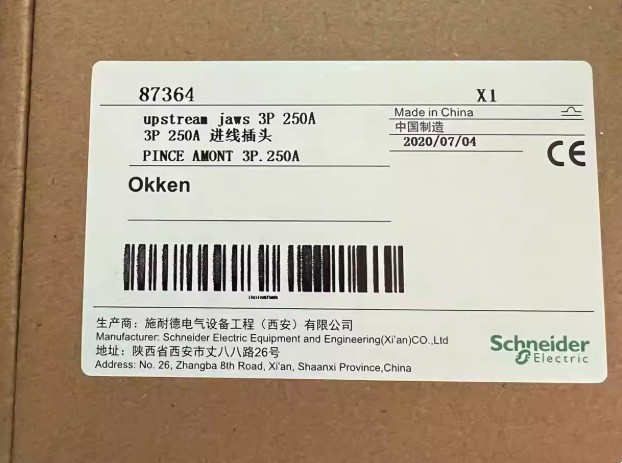 87364
X1
upstream jaws 3P 250A
3P 250A 进线插头
PINCE AMONT 3P.250A
Made in China
中国制造
2020/07/04
CE
Okken
生产商：施耐德电气设备工程（西安）有限公司
Manufacturer: Schneider Electric Equipment and Engineering(Xi'an)CO.,Ltd
地址：陕西省西安市丈八八路26号
Address: No. 26, Zhangba 8th Road, Xi'an, Shaanxi Province,China
Schneider
Electric